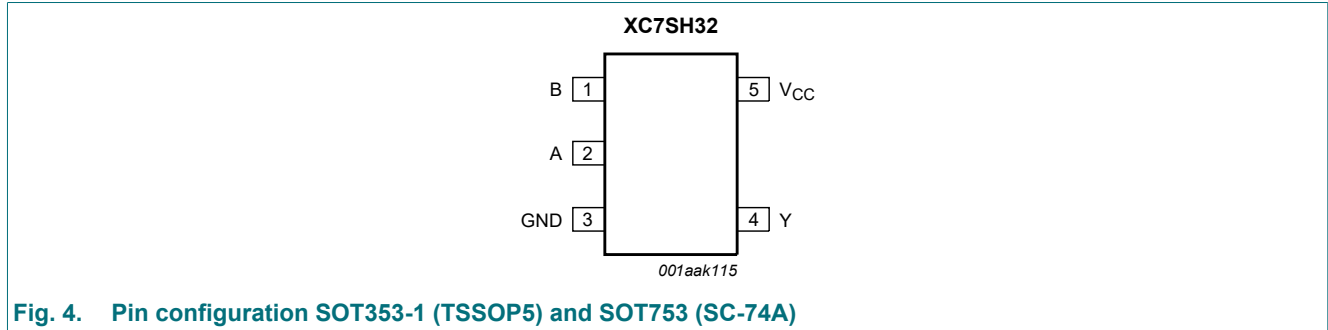 XC7SH32
B 1
5 VCC
A 2
GND 3
4 Y
001aak115
Fig. 4. Pin configuration SOT353-1 (TSSOP5) and SOT753 (SC-74A)